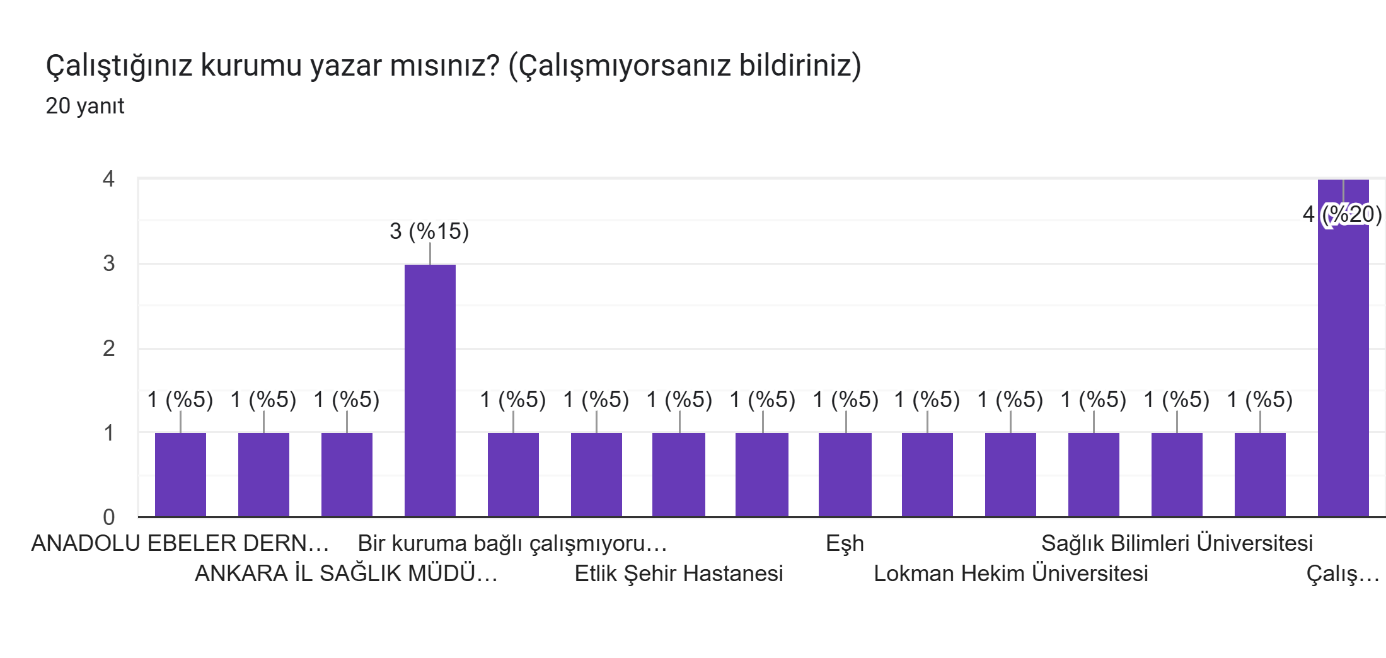 Çalıştığınız kurumu yazar mısınız? (Çalışmıyorsanız bildiriniz)
20 yanıt
4
3
2
1
0
1 (%5)
1 (%5)
1 (%5)
3 (%15)
1 (%5)
1 (%5)
1 (%5)
1 (%5)
1 (%5)
1 (%5)
1 (%5)
1 (%5)
1 (%5)
1 (%5)
4 (%20)
ANADOLU EBELER DERN…
ANKARA İL SAĞLIK MÜDÜ…
Bir kuruma bağlı çalışmıyoru…
Etlik Şehir Hastanesi
Eşh
Lokman Hekim Üniversitesi
Sağlık Bilimleri Üniversitesi
Çalış…